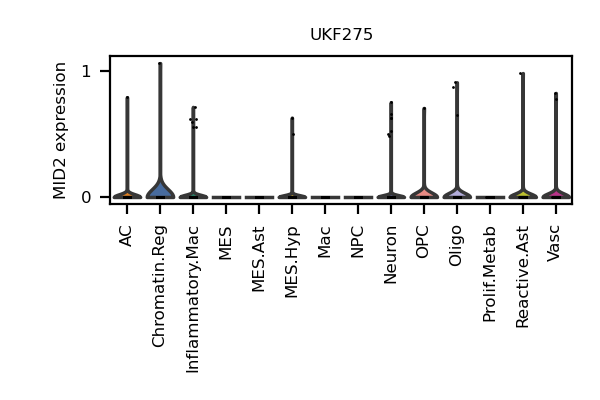 UKF275
MID2 expression
1
0
AC
Chromatin.Reg
Inflammatory.Mac
MES
MES.Ast
MES.Hyp
Mac
NPC
Neuron
OPC
Oligo
Prolif.Metab
Reactive.Ast
Vasc